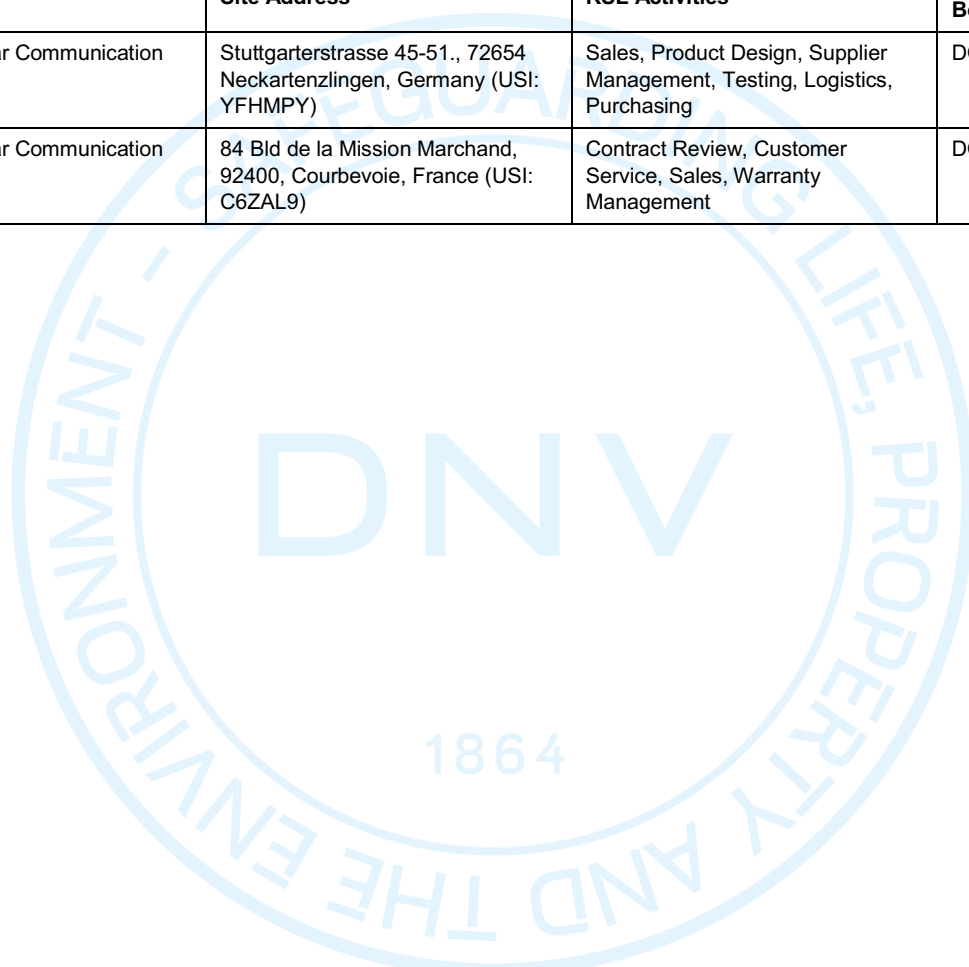 Site Address
RSL Activities
Communication
Stuttgarterstrasse 45-51., 72654
Neckartenzlingen, Germany (USI:
YFHMPY)
Sales, Product Design, Supplier
Management, Testing, Logistics,
Purchasing
Communication
84 Bld de la Mission Marchand,
92400, Courbevoie, France (USI:
C6ZAL9)
Contract Review, Customer
Service, Sales, Warranty
Management
SAFEGUARDING LIFE, PROPERTY AND THE ENVIRONMENT -
DNV
1864